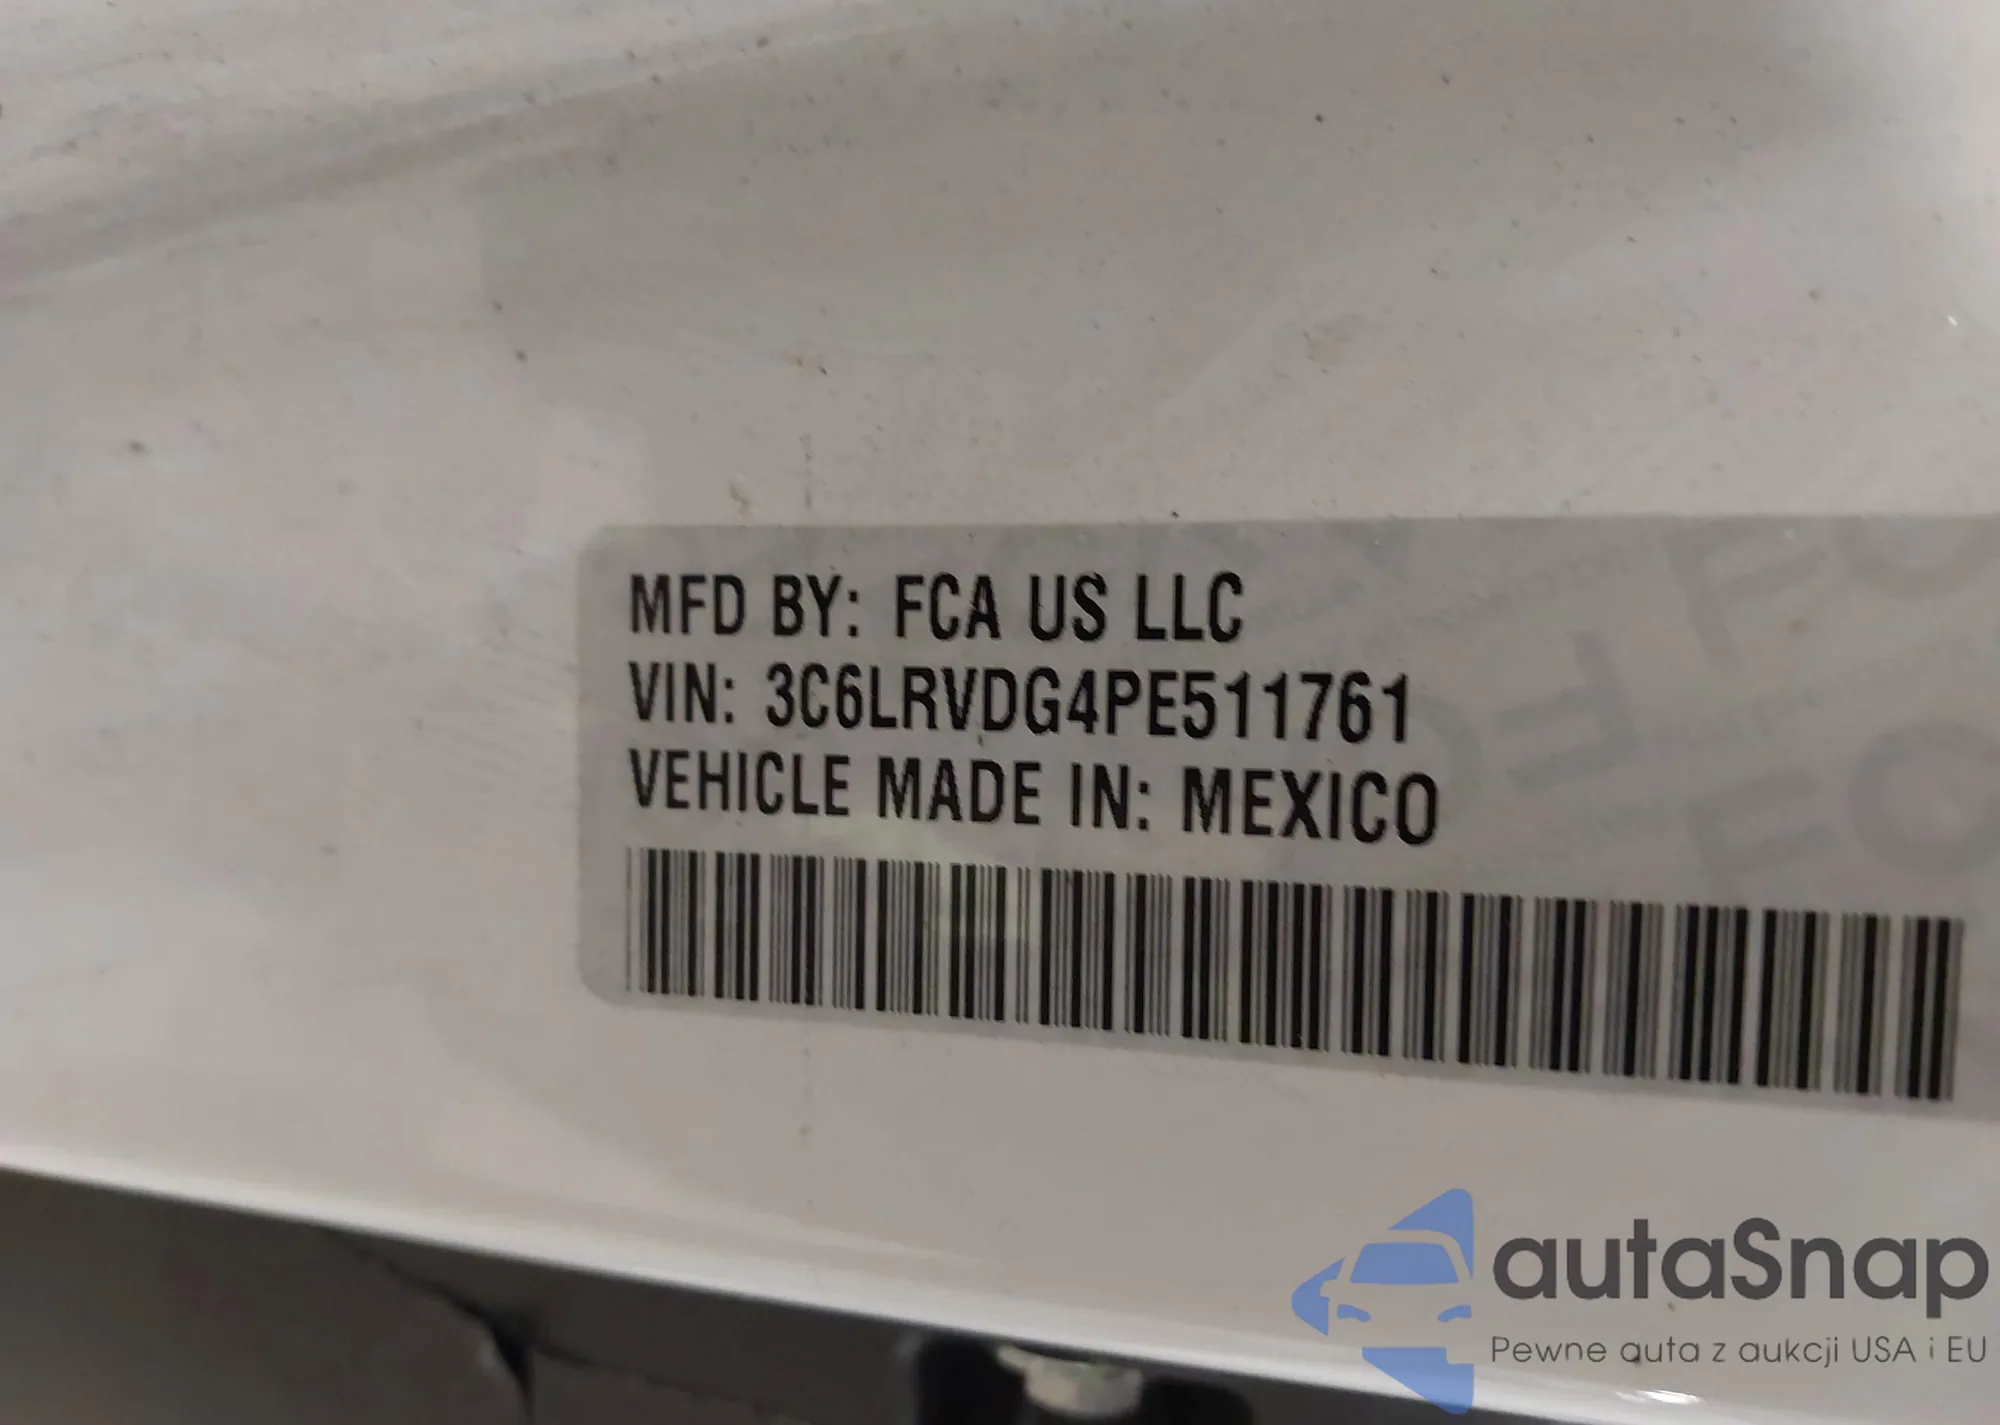 MFD BY: FCA US LLC
VIN: 3C6LRVDG4PE511761
VEHICLE MADE IN: MEXICO
autaSnap
Pewne auta z aukcji USA i EU